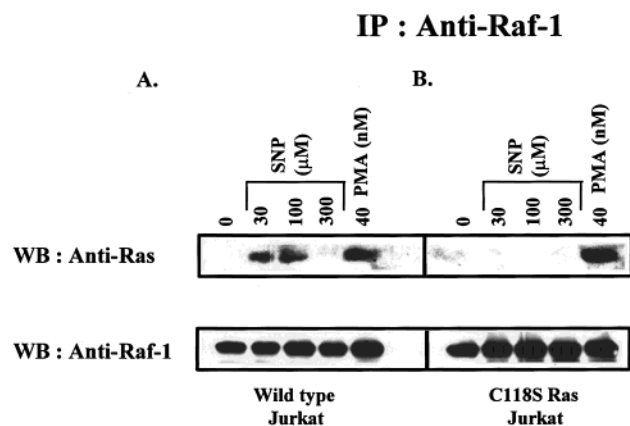 IP : Anti-Raf-1
A.
B.
SNP
(μM)
PMA (nM)
SNP
(μM)
PMA (nM)
0 30 100 300 40
0 30 100 300 40
WB : Anti-Ras
WB : Anti-Raf-1
Wild type
Jurkat
C118S Ras
Jurkat